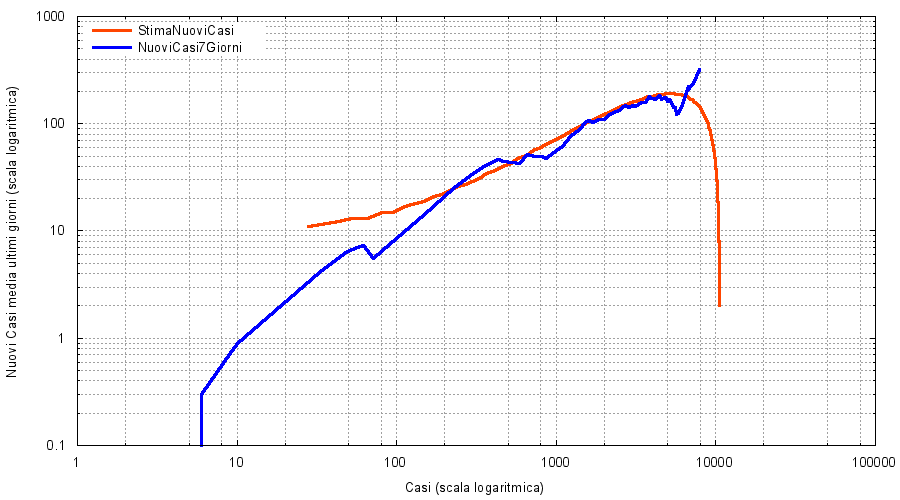 1000
StimaNuoviCasi
NuoviCasi7Giorni
100
10
1
0.1
Nuovi Casi media ultimi giorni (scala logaritmica)
1 10 100 1000 10000 100000
Casi (scala logaritmica)